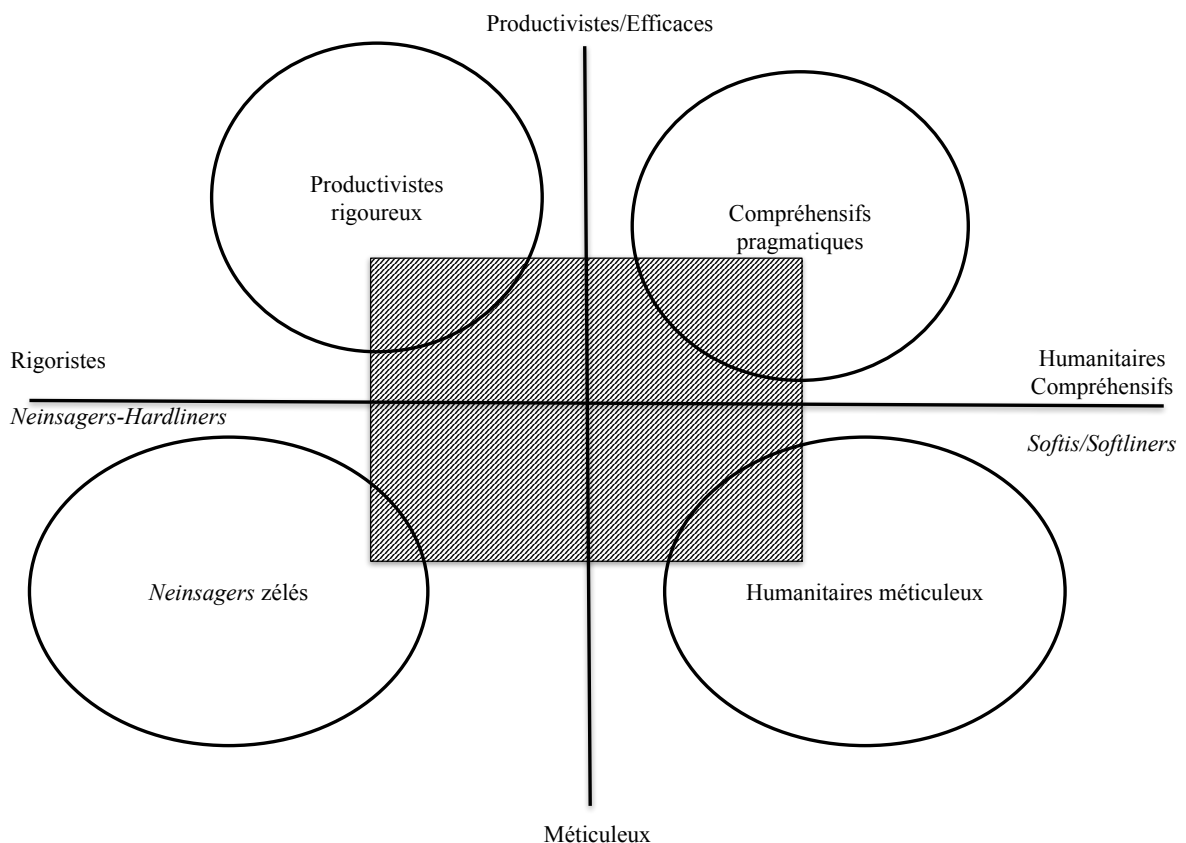 Productivistes/Efficaces
Productivistes
rigoureux
Compréhensifs
pragmatiques
Rigoristes
Humanitaires
Compréhensifs
Neinsagers-Hardliners
Softis/Softliners
Neinsagers zélés
Humanitaires méticuleux
Méticuleux